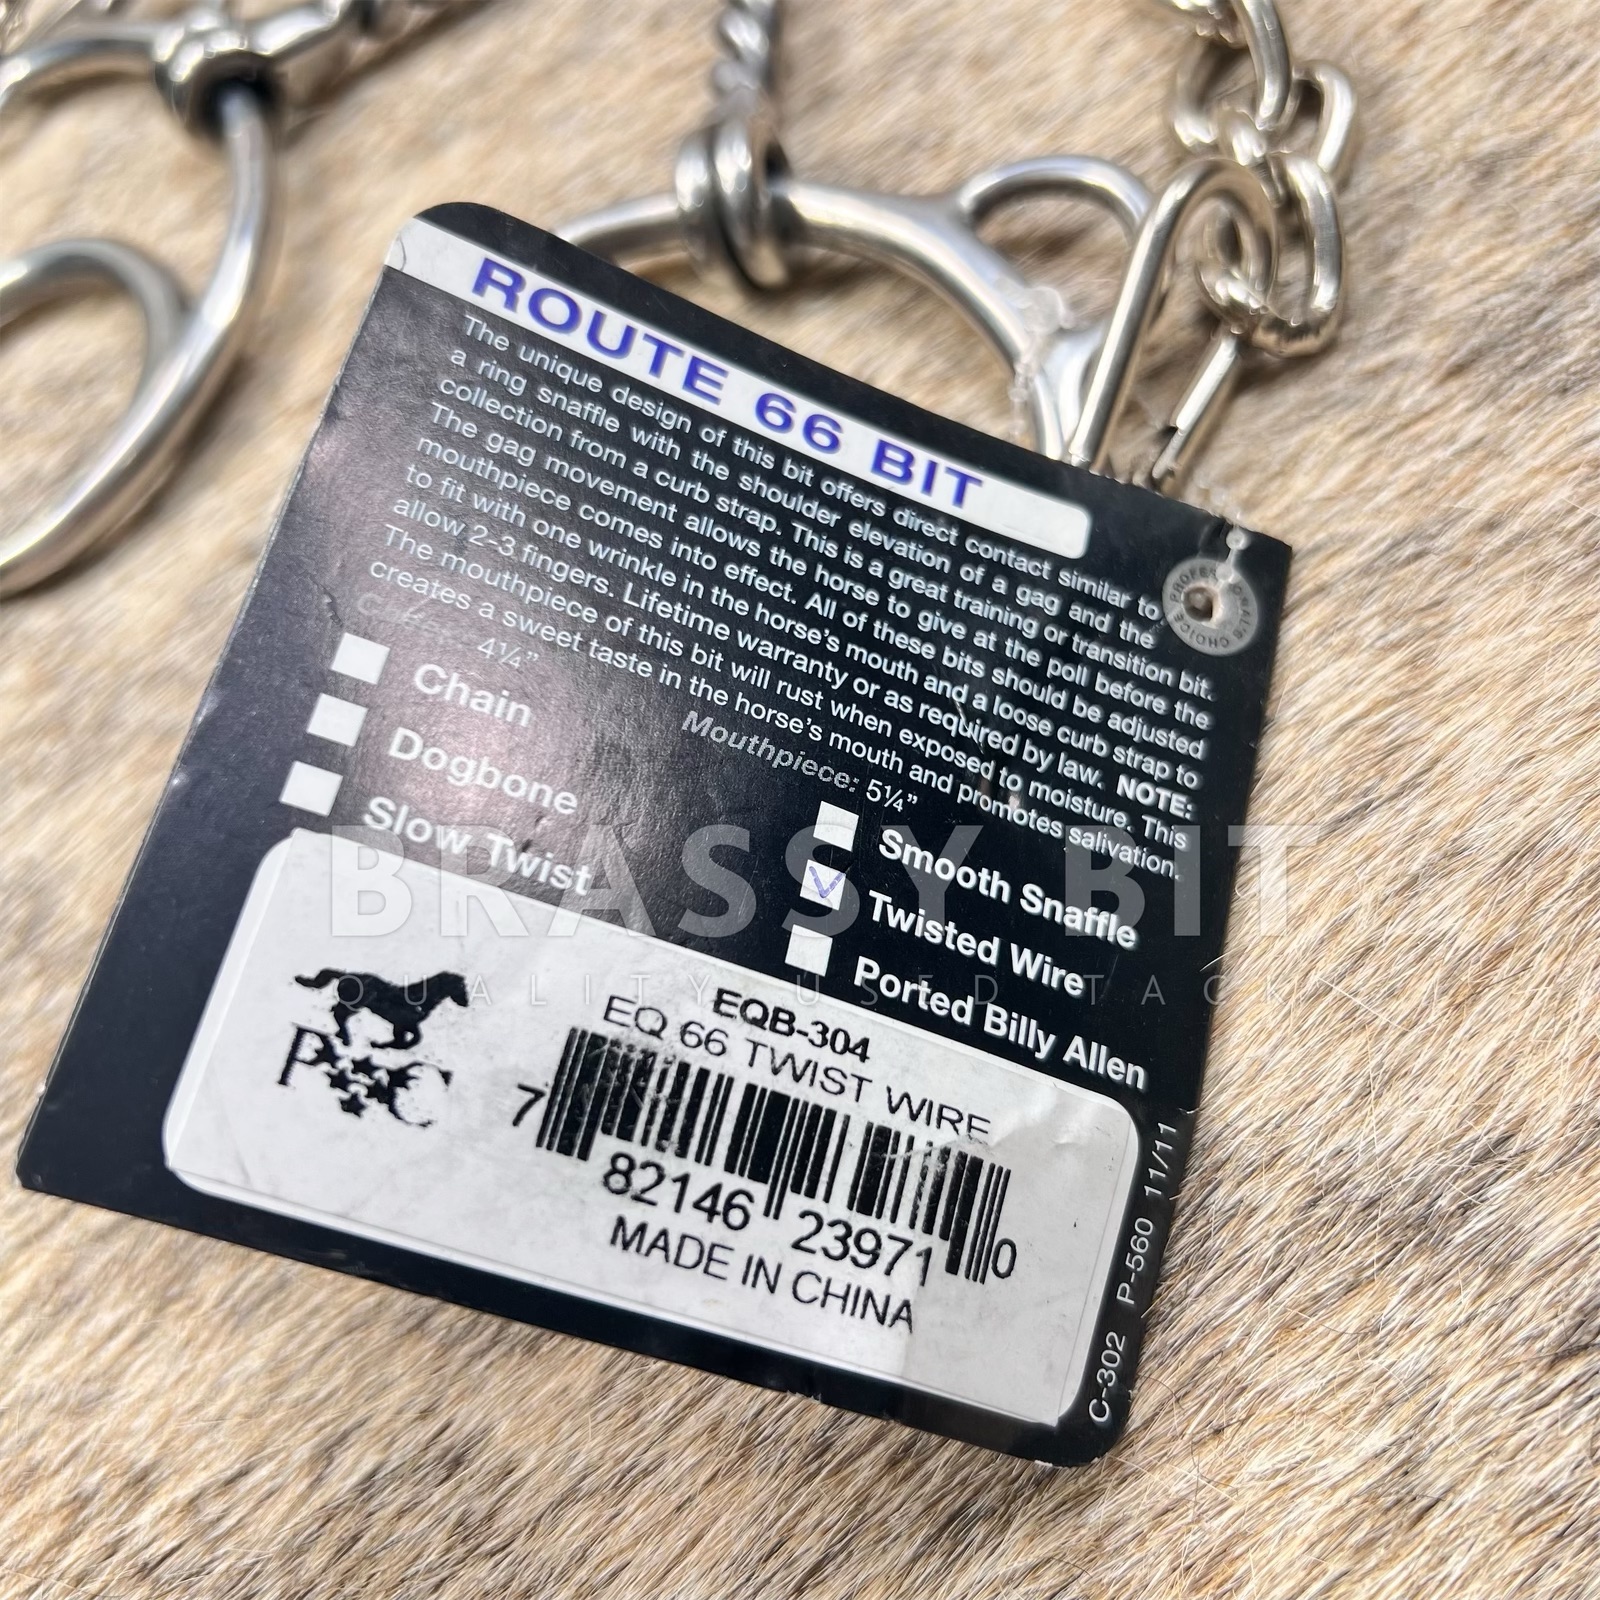 ROUTE 66 BIT
The unique design of this bit offers direct contact similar to
a ring snaffle with the shoulder elevation of a gag and the
collection from a curb strap. This is a great training or transition bit.
The gag movement allows the horse to give at the poll before the
mouthpiece comes into effect. All of these bits should be adjusted
to fit with one wrinkle in the horse's mouth and a loose curb strap to
allow 2-3 fingers. Lifetime warranty or as required by law. NOTE:
The mouthpiece of this bit will rust when exposed to moisture. This
creates a sweet taste in the horse's mouth and promotes salivation.
4¼"
Mouthpiece: 5¼"
Chain
Dogbone
Slow Twist
Smooth Snaffle
Twisted Wire
Ported Billy Allen
BRASSY BIT
QUALITY USED TACK
EQB-304
EQ 66 TWIST WIRE
7 82146 23971 0
MADE IN CHINA
C-302 P-560 11/11